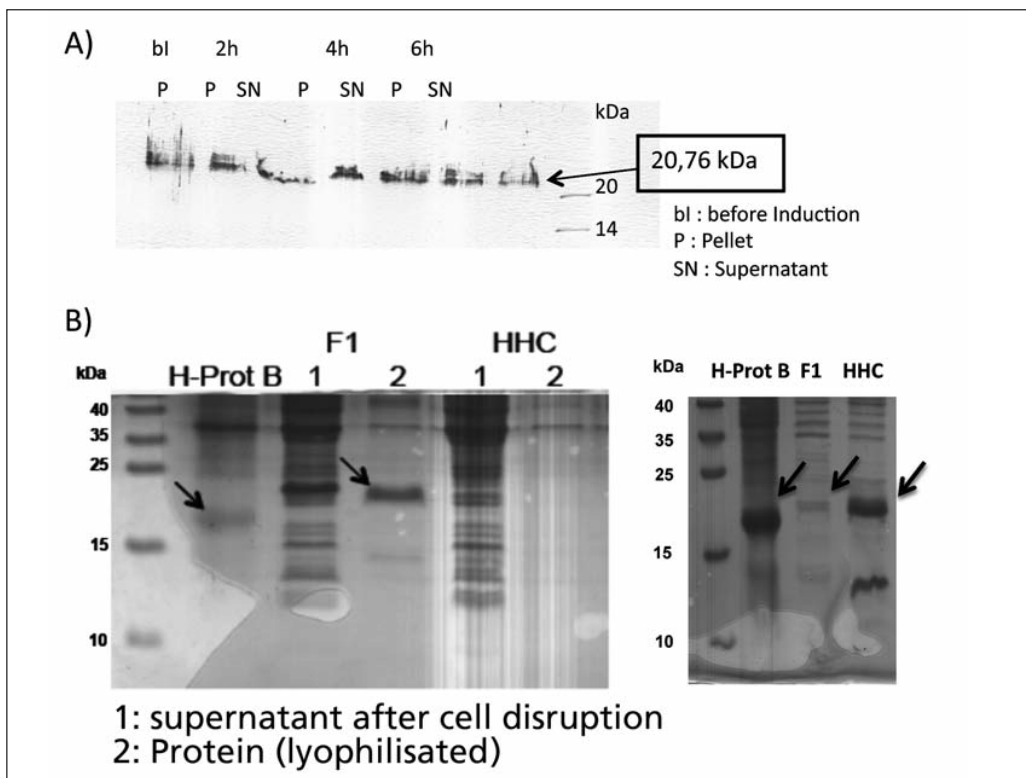 A)
bI 2h 4h 6h
P P SN P SN P SN
kDa
20,76 kDa
20
14
bI : before Induction
P : Pellet
SN : Supernatant
B)
F1 HHC
kDa H-Prot B 1 2 1 2
40
35
25
15
10
kDa H-Prot B F1 HHC
40
35
25
15
10
1: supernatant after cell disruption
2: Protein (lyophilisated)